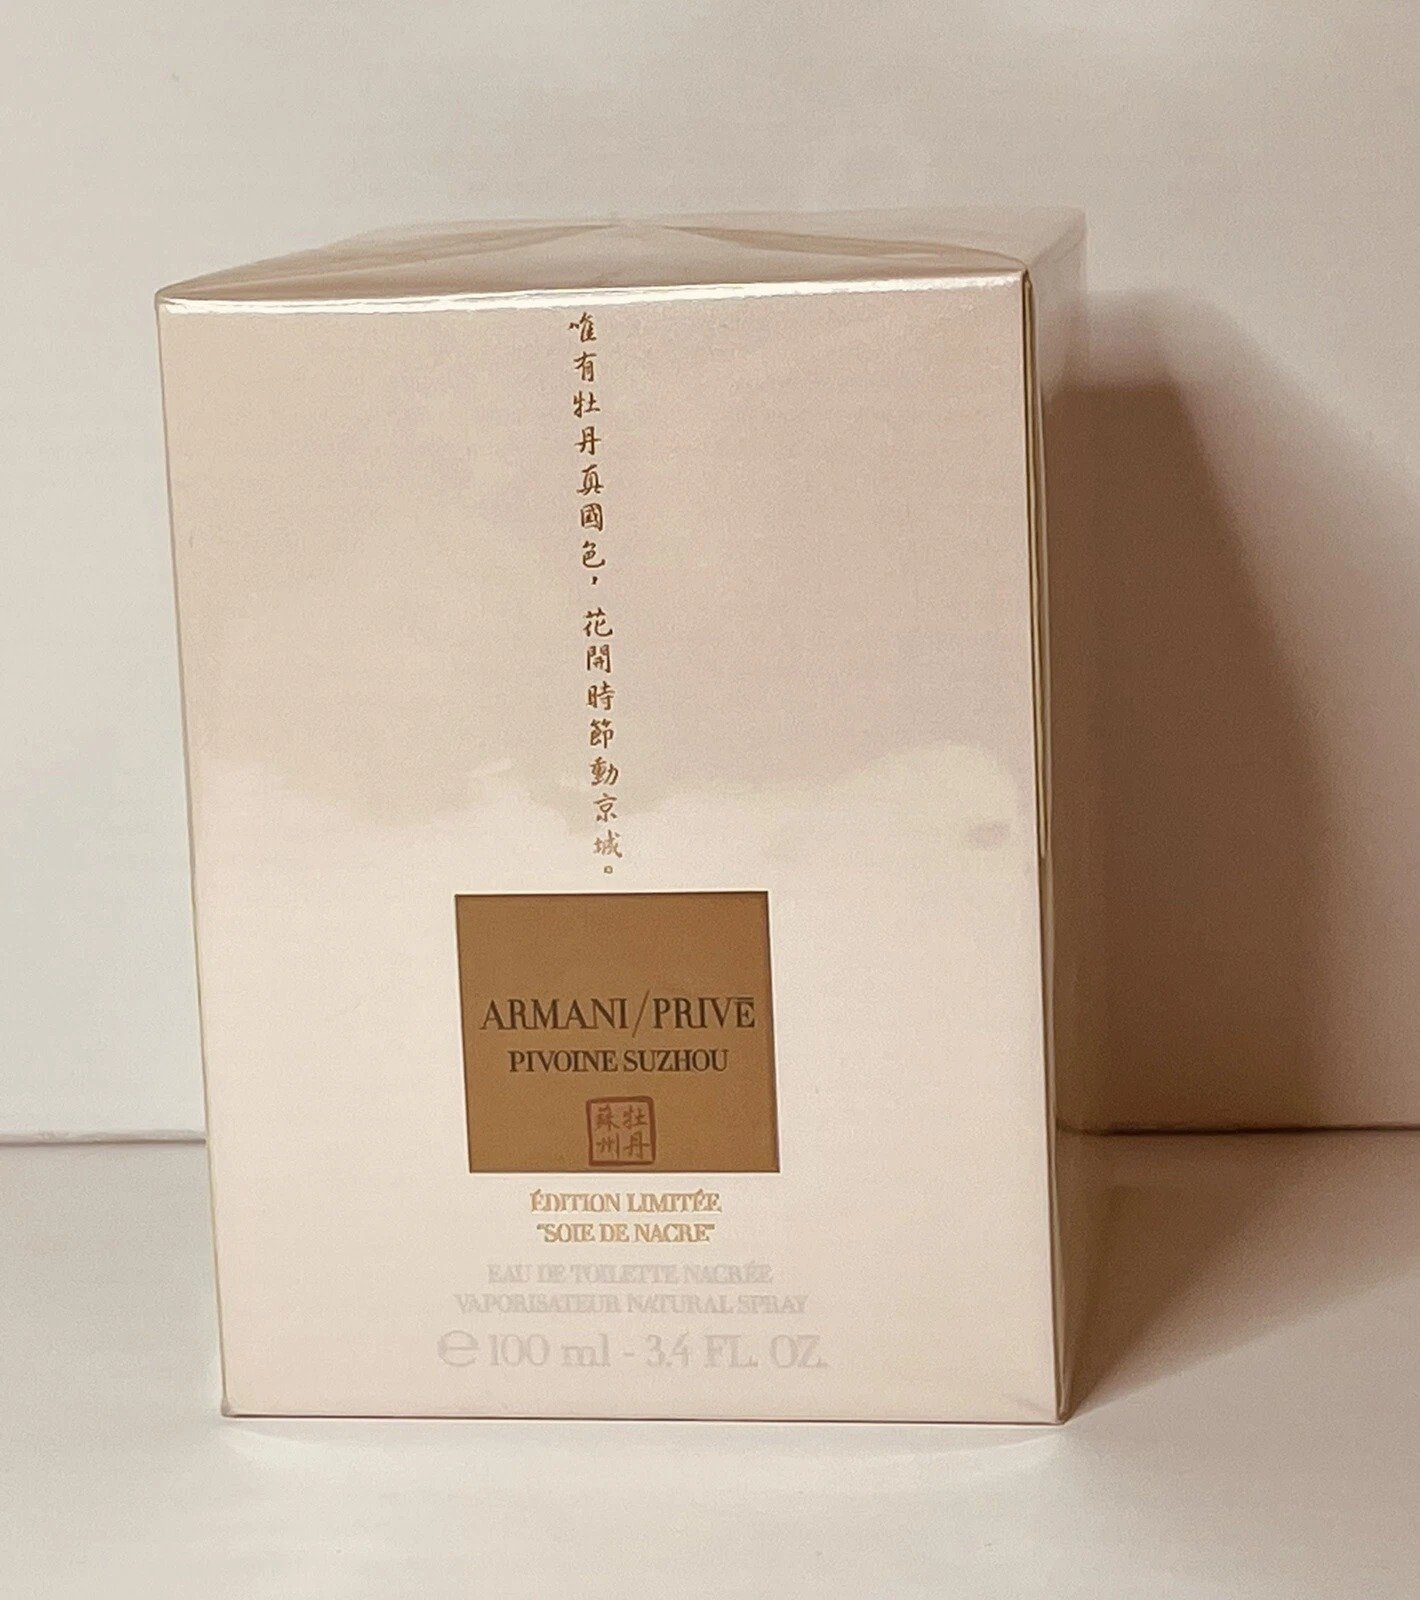 唯有牡丹真國色，花開時節動京城。
ARMANI/PRIVĒ
PIVOINE SUZHOU
牡丹
蘇州
ÉDITION LIMITÉE
"SOIE DE NACRE"
EAU DE TOILETTE NACRÉE
VAPORISATEUR NATURAL SPRAY
℮ 100 ml - 3.4 FL. OZ.